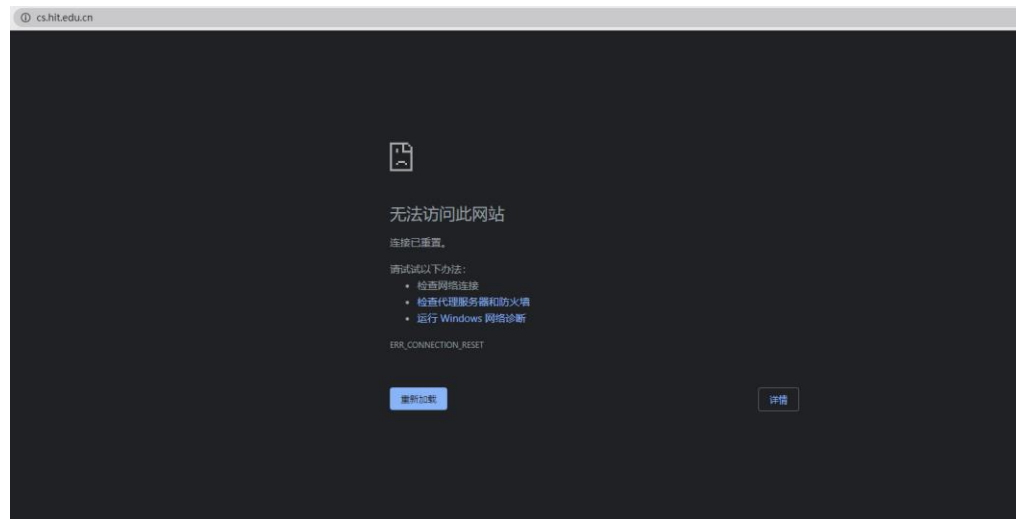 cs.hit.edu.cn
无法访问此网站
连接已重置。
请试试以下办法：
检查网络连接
检查代理服务器和防火墙
运行 Windows 网络诊断
ERR_CONNECTION_RESET
重新加载
详情